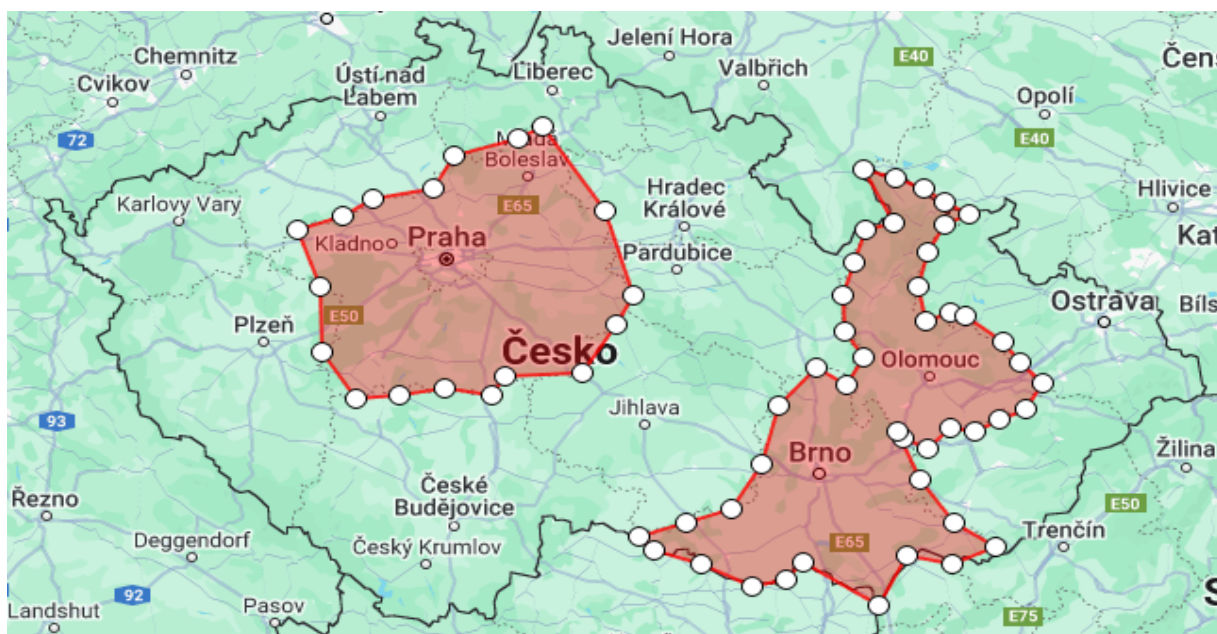 Jelení Hora
E40
Chemnitz
Valbřich
Čens
Ústí nad
Labem
Liberec
Cvikov
Opolí
72
E40
Mladá
Boleslav
Hradec
Králové
Hlivice
Karlovy Vary
E65
Kat
Kladno
Praha
Pardubice
Ostrava
Bíls
E50
Plzeň
Česko
Olomouc
93
Jihlava
Brno
Žilina
České
Budějovice
Řezno
E50
Trenčín
Deggendorf
Český Krumlov
E65
92
Landshut
Pasov
E75
S